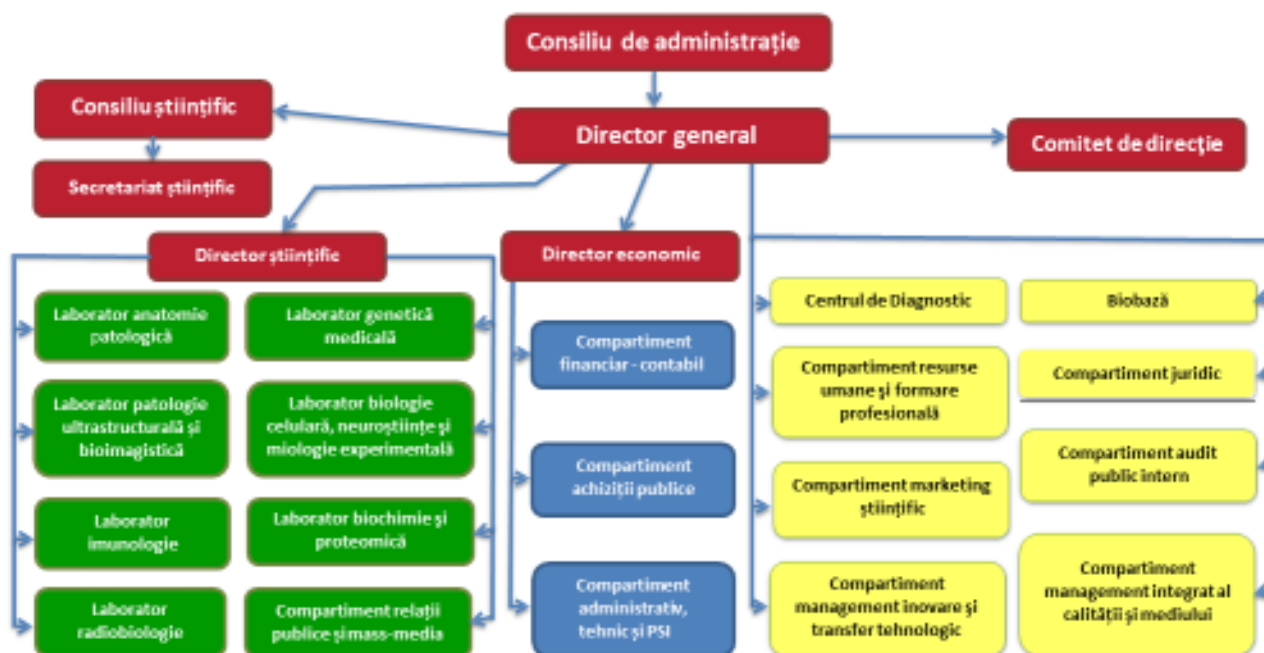 Consiliu de administrație
Consiliu științific
Director general
Comitet de direcție
Secretariat științific
Director științific
Director economic
Laborator anatomie
patologică
Laborator genetică
medicală
Laborator patologie
ultrastructurală și
bioimagistică
Laborator biologie
celulară, neuroștiințe și
miologie experimentală
Laborator
imunologie
Laborator biochimie și
proteomică
Laborator
radiobiologie
Compartiment relații
publice și mass-media
Compartiment
financiar - contabil
Compartiment
achiziții publice
Compartiment
administrativ,
tehnic și PSI
Centrul de Diagnostic
Compartiment resurse
umane și formare
profesională
Compartiment marketing
științific
Compartiment
management inovare și
transfer tehnologic
Biobază
Compartiment juridic
Compartiment audit
public intern
Compartiment
management integrat al
calității și mediului